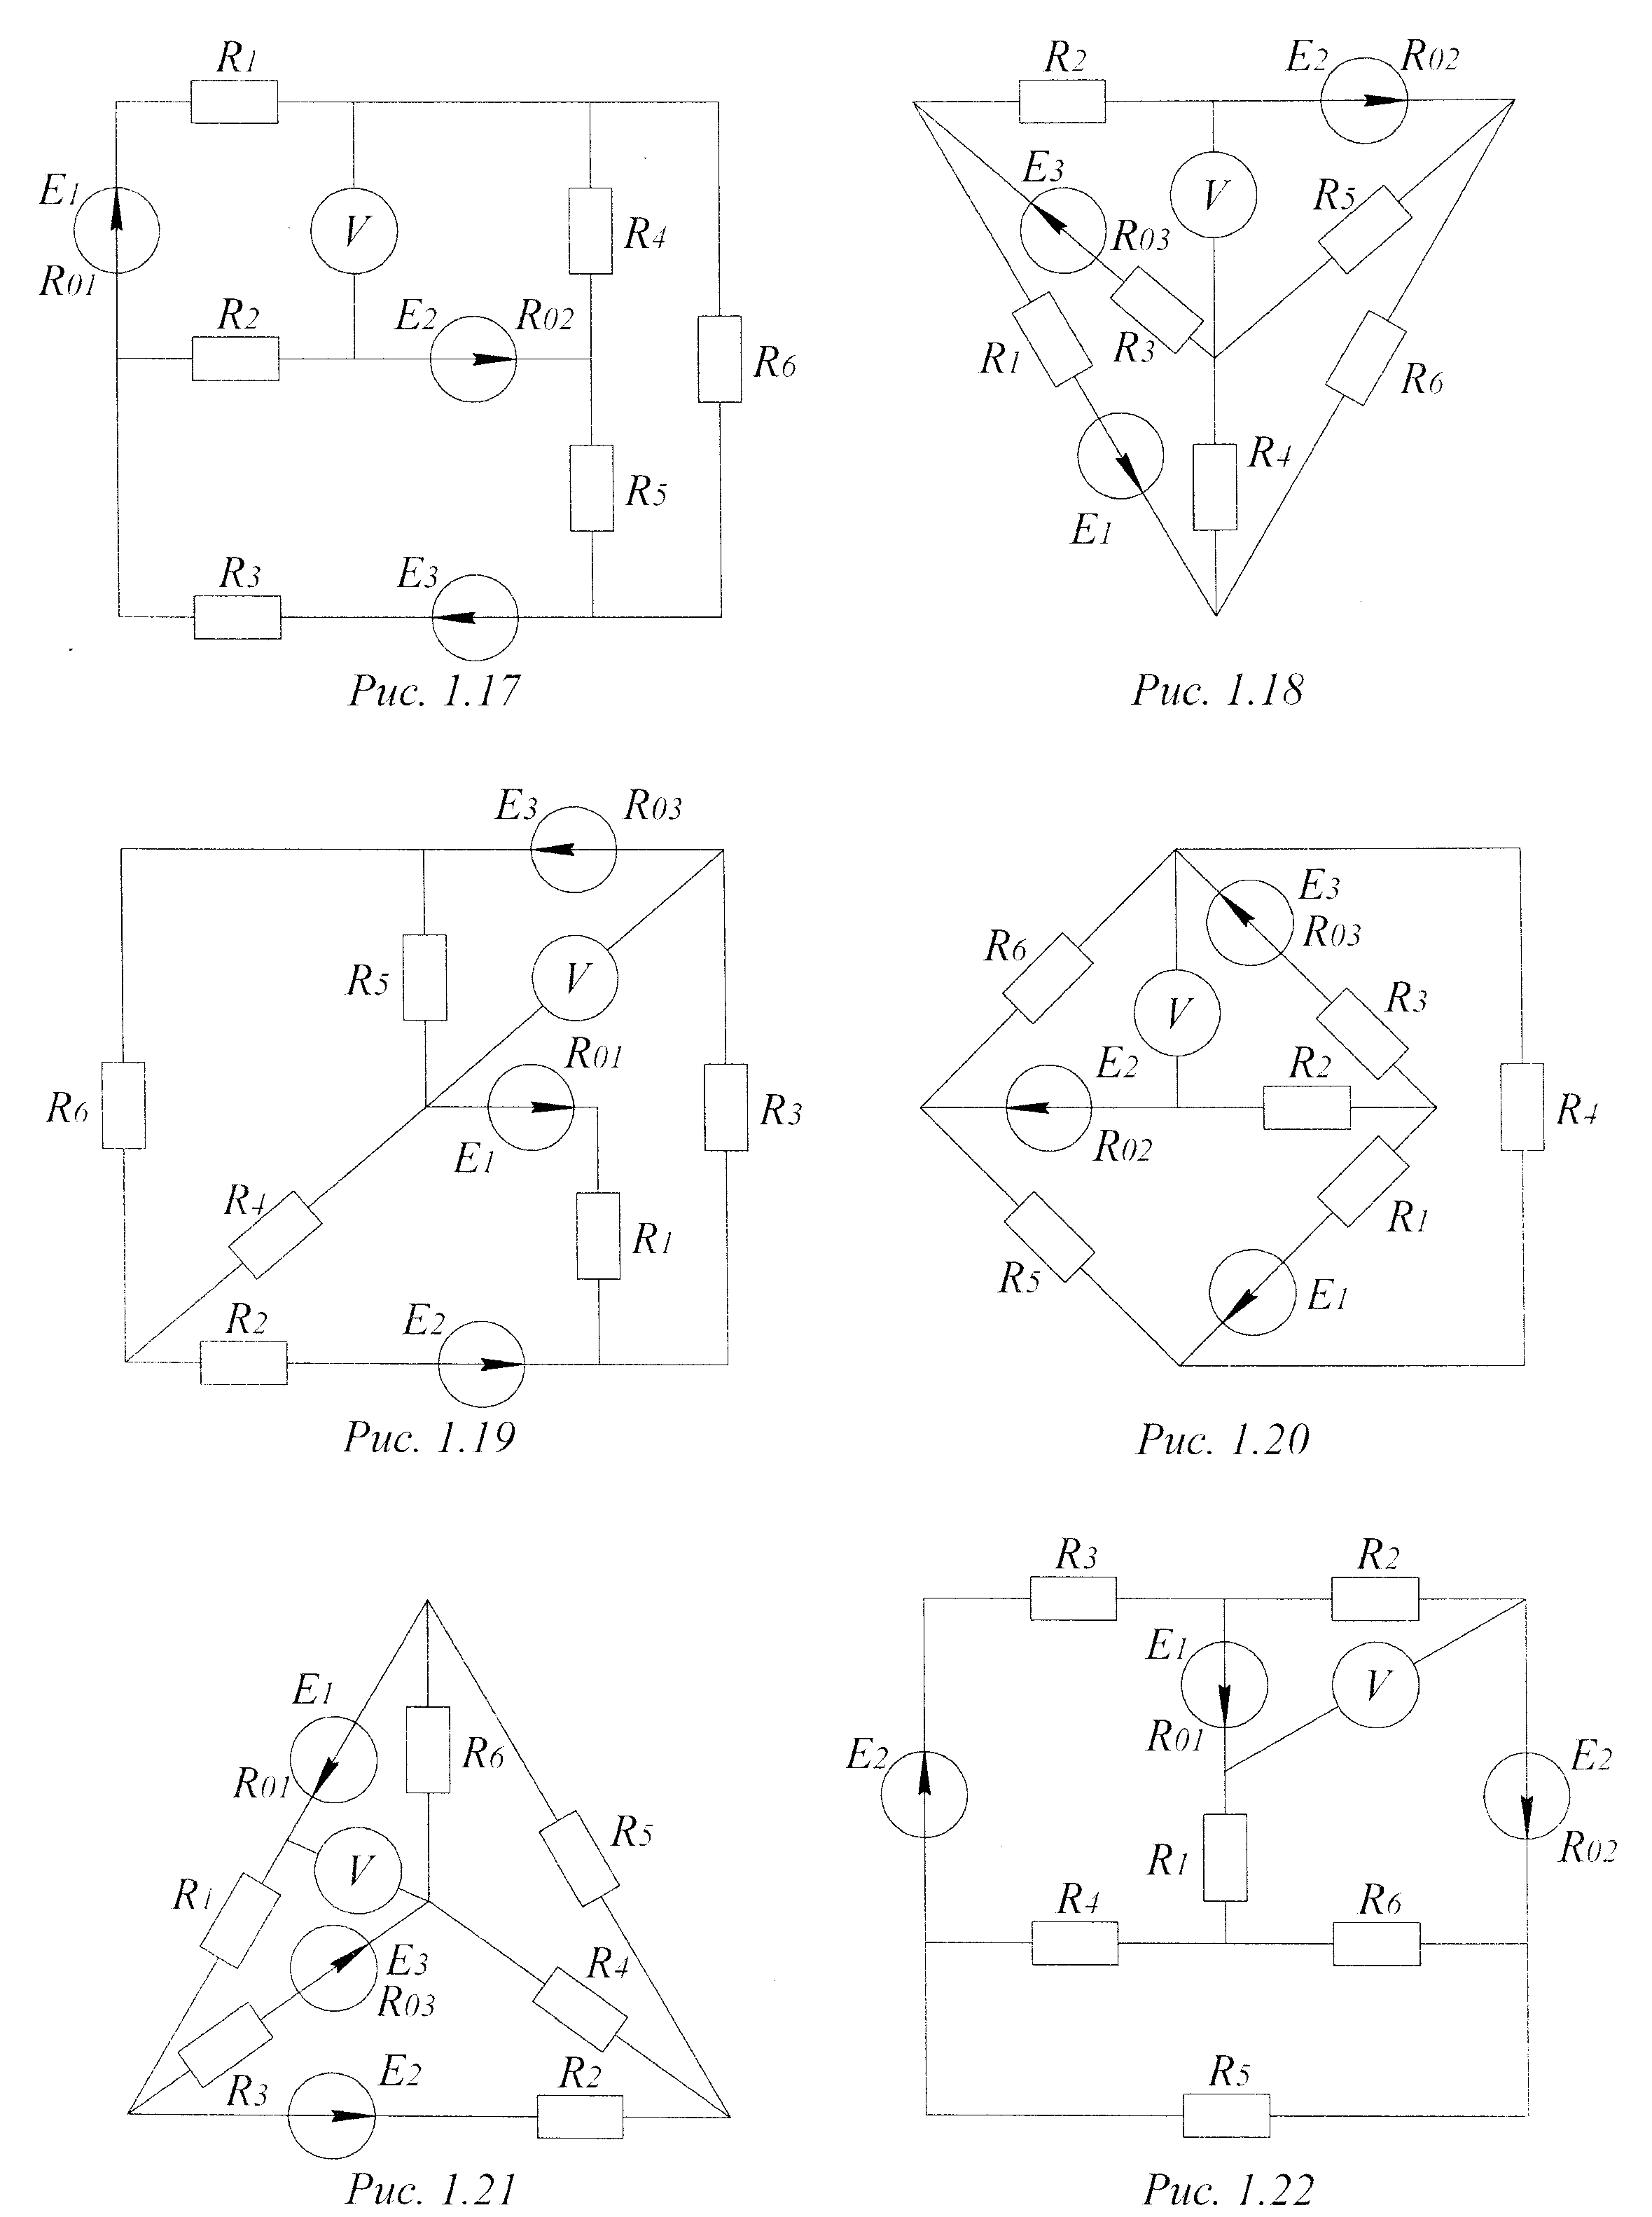 R1
E1
R01
V
R4
R2
E2
R02
R6
R5
R3
E3
Рис. 1.17
R2
E2
R02
E3
R03
V
R5
R1
R3
R6
R4
E1
Рис. 1.18
E3
R03
R5
V
R01
R6
E1
R3
R4
R1
R2
E2
Рис. 1.19
E3
R03
R6
V
R3
E2
R2
R02
R4
R5
R1
E1
Рис. 1.20
E1
R01
R6
V
R5
R1
E3
R03
R4
R3
E2
R2
Рис. 1.21
R3
R2
E1
R01
V
E2
E2
R02
R1
R4
R6
R5
Рис. 1.22